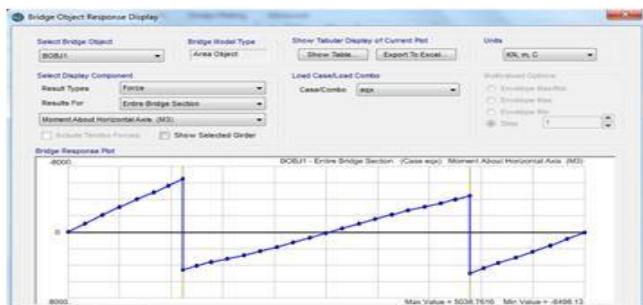 Bridge Object Response Display
Select Bridge Object
BOBJ1
Bridge Model Type
Area Object
Show Tabular Display of Current Plot
Show Table...
Export To Excel...
Units
KN, m, C
Select Display Component
Result Types
Force
Results For
Entire Bridge Section
Moment About Horizontal Axis (M3)
Include Tendon Forces
Show Selected Girder
Load Case/Load Combo
Case/Combo
eqx
Multivalued Options
Envelope Max/Min
Envelope Max
Envelope Min
Step
1
Bridge Response Plot
-8000.
BOBJ1 - Entire Bridge Section (Case eqx) Moment About Horizontal Axis (M3)
0
8000.
Max Value = 5038.7616 Min Value = -6498.13